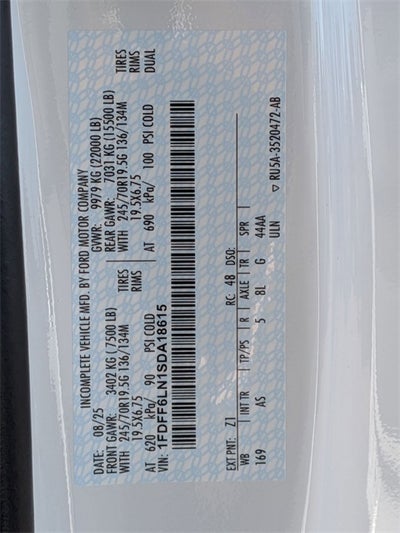 INCOMPLETE VEHICLE MFD. BY FORD MOTOR COMPANY
DATE: 08/25 GVWR: 9979 KG (22000 LB)
FRONT GAWR: 3402 KG (7500 LB) REAR GAWR: 7031 KG (15500 LB)
WITH 245/70R19.5G 136/134M TIRES WITH 245/70R19.5G 136/134M TIRES
19.5X6.75 RIMS 19.5X6.75 RIMS
AT 620 kPa/ 90 PSI COLD AT 690 kPa/ 100 PSI COLD DUAL
VIN: 1FDFF6LN1SDA18615
EXT PNT: Z1 RC: 48 DSO:
WB INT TR TP/PS R AXLE TR SPR
169 AS 5 8L G 44AA
ULN
▽ RU5A-3520472-AB